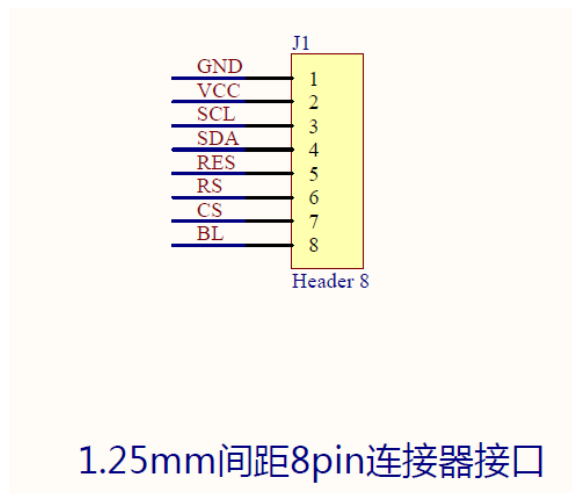 J1
GND 1
VCC 2
SCL 3
SDA 4
RES 5
RS 6
CS 7
BL 8
Header 8
1.25mm间距8pin连接器接口